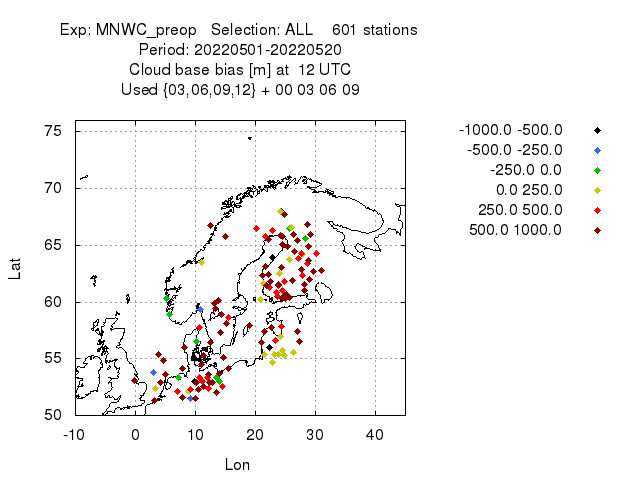 Exp: MNWC_preop Selection: ALL 601 stations
Period: 20220501-20220520
Cloud base bias [m] at 12 UTC
Used {03,06,09,12} + 00 03 06 09
-1000.0 -500.0
-500.0 -250.0
-250.0 0.0
0.0 250.0
250.0 500.0
500.0 1000.0
75
70
65
60
55
50
Lat
-10 0 10 20 30 40
Lon